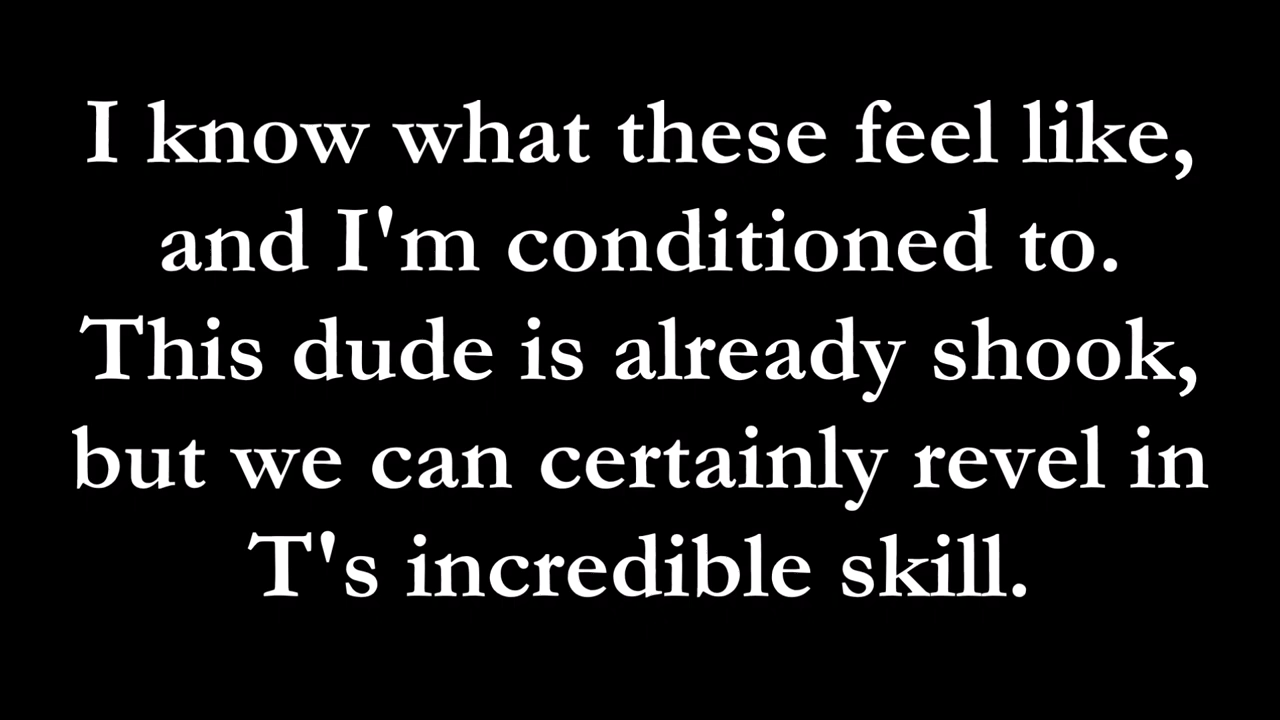 I know what these feel like,
and I'm conditioned to.
This dude is already shook,
but we can certainly revel in
T's incredible skill.